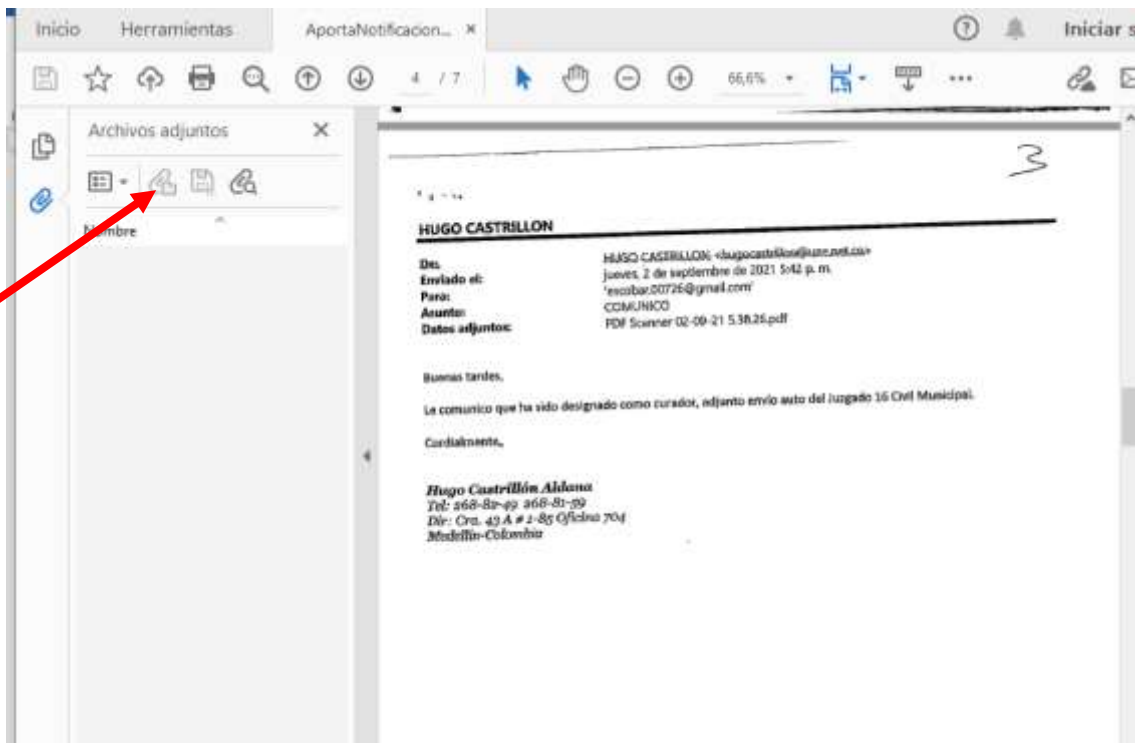 Inicio Herramientas AportaNotificacion... × Iniciar s
4 / 7 66,6%
Archivos adjuntos ×
Nombre
3
HUGO CASTRILLON
De: HUGO CASTRILLON
Enviado el: jueves, 2 de septiembre de 2021 5:42 p. m.
Para: 'escobar.00726@gmail.com'
Asunto: COMUNICO
Datos adjuntos: PDF Scanner 02-09-21 5.38.26.pdf
Buenas tardes,
Le comunico que ha sido designado como curador, adjunto envío auto del Juzgado 16 Civil Municipal.
Cordialmente,
Hugo Castrillón Aldana
Tel: 268-82-49 268-81-59
Dir: Cra. 43 A # 1-85 Oficina 704
Medellín-Colombia